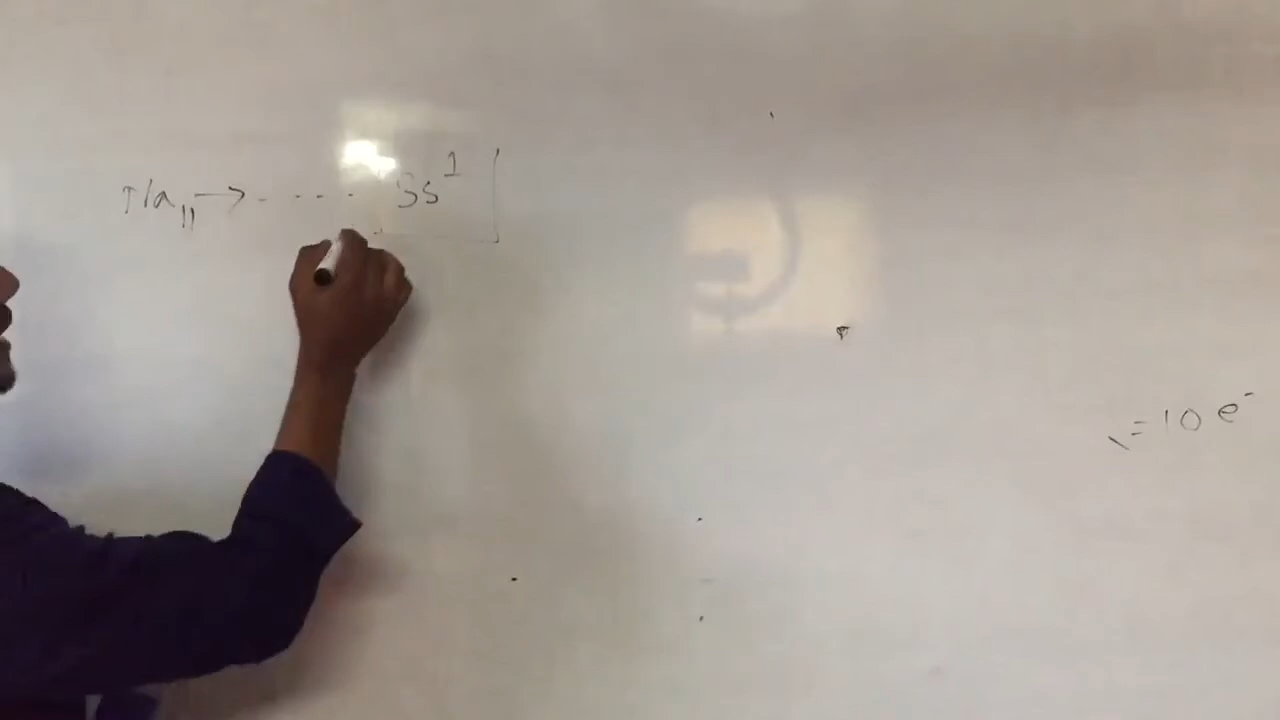 Na₁₁ → - - - - 3s¹
= 10 e⁻